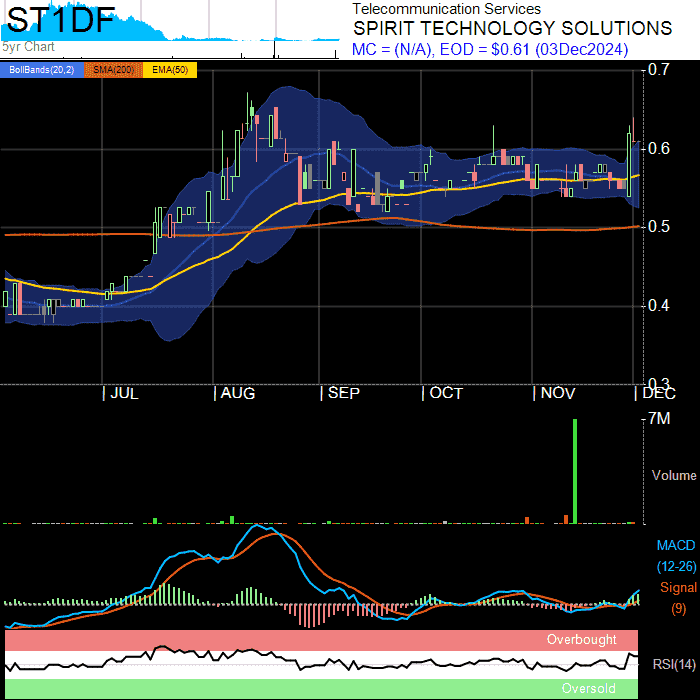 ST1DF
5yr Chart
Telecommunication Services
SPIRIT TECHNOLOGY SOLUTIONS
MC = (N/A), EOD = $0.61 (03Dec2024)
BollBands(20,2) SMA(200) EMA(50)
0.7
0.6
0.5
0.4
0.3
JUL AUG SEP OCT NOV DEC
7M
Volume
MACD
(12-26)
Signal
(9)
Overbought
RSI(14)
Oversold